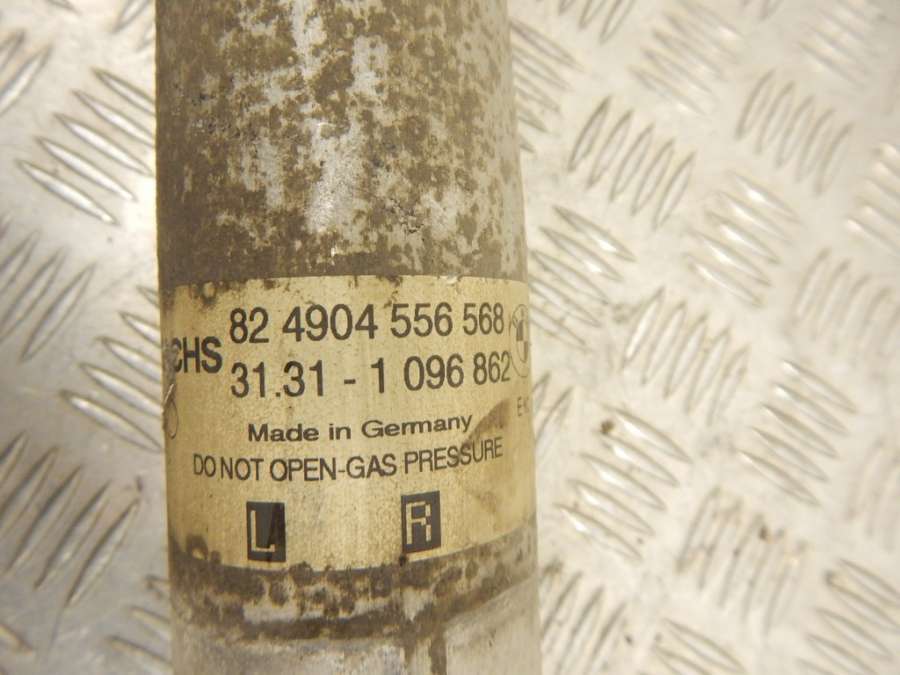 82 4904 556 568
CHS 31.31 - 1 096 862
Made in Germany
DO NOT OPEN-GAS PRESSURE
L R